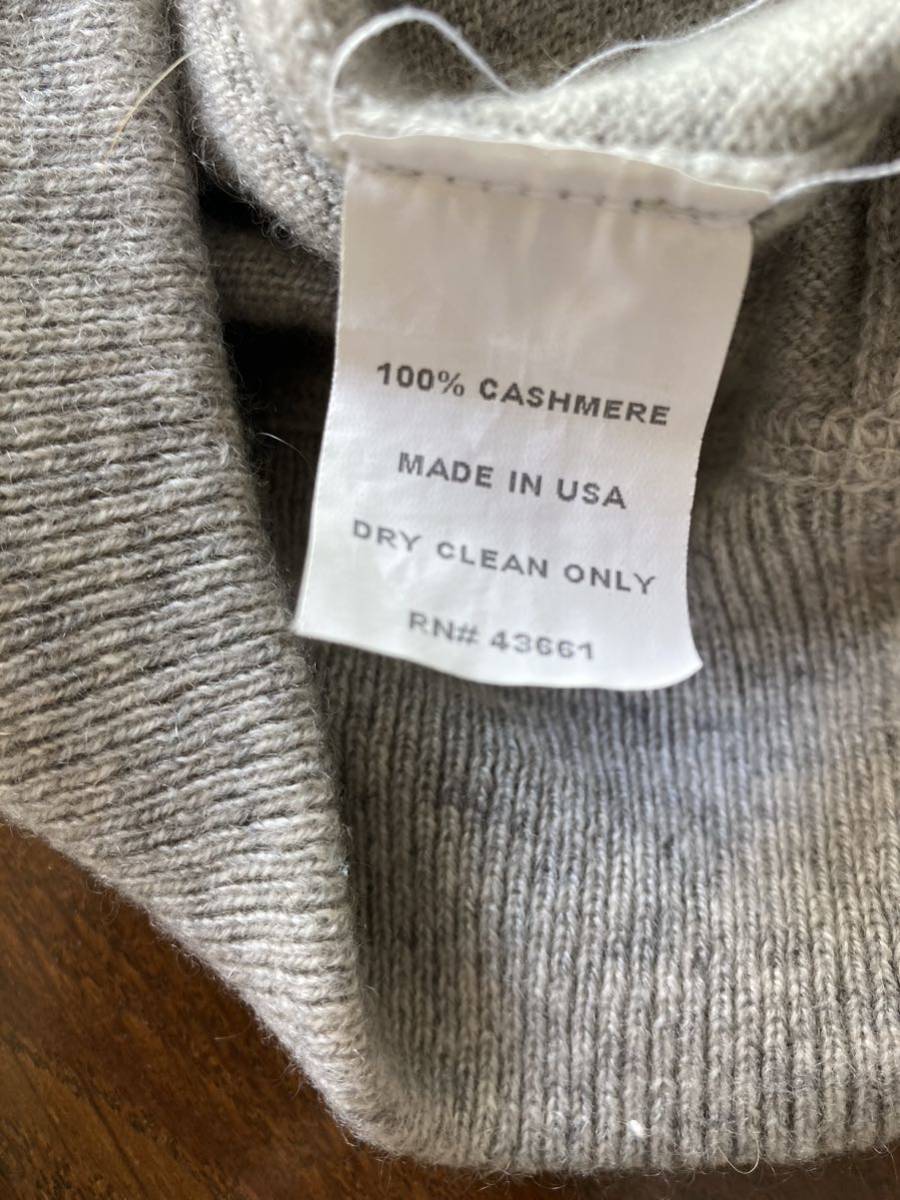 100% CASHMERE
MADE IN USA
DRY CLEAN ONLY
RN# 43661